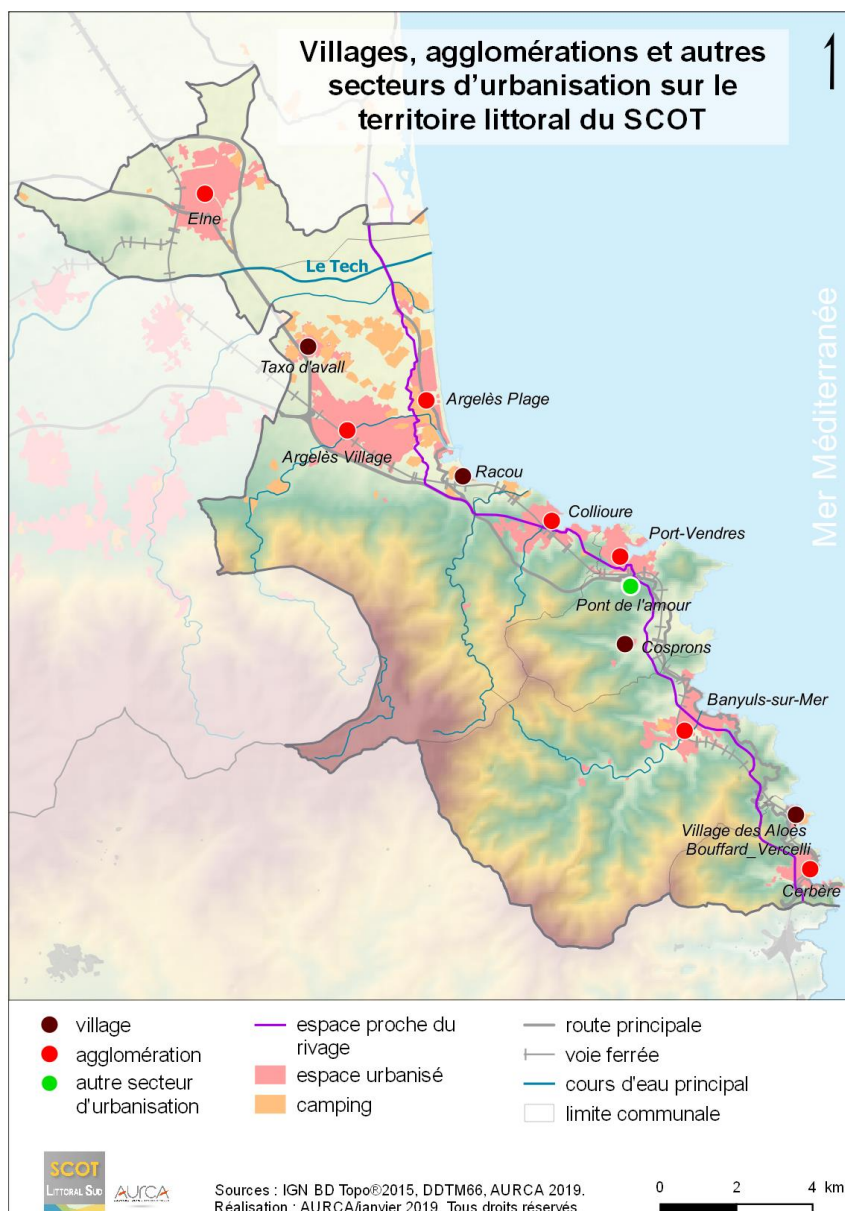 Villages, agglomérations et autres
secteurs d'urbanisation sur le
territoire littoral du SCOT
Elne
Le Tech
Mer Méditerranée
Taxo d'avall
Argelès Plage
Argelès Village
Racou
Collioure
Port-Vendres
Pont de l'amour
Cosprons
Banyuls-sur-Mer
Village des Aloès
Bouffard_Vercelli
Cerbère
village
agglomération
autre secteur
d'urbanisation
espace proche du
rivage
espace urbanisé
camping
route principale
voie ferrée
cours d'eau principal
limite communale
SCOT
LITTORAL SUD
AURCA
Sources : IGN BD Topo®2015, DDTM66, AURCA 2019.
Réalisation : AURCA/janvier 2019. Tous droits réservés
0 2 4 km